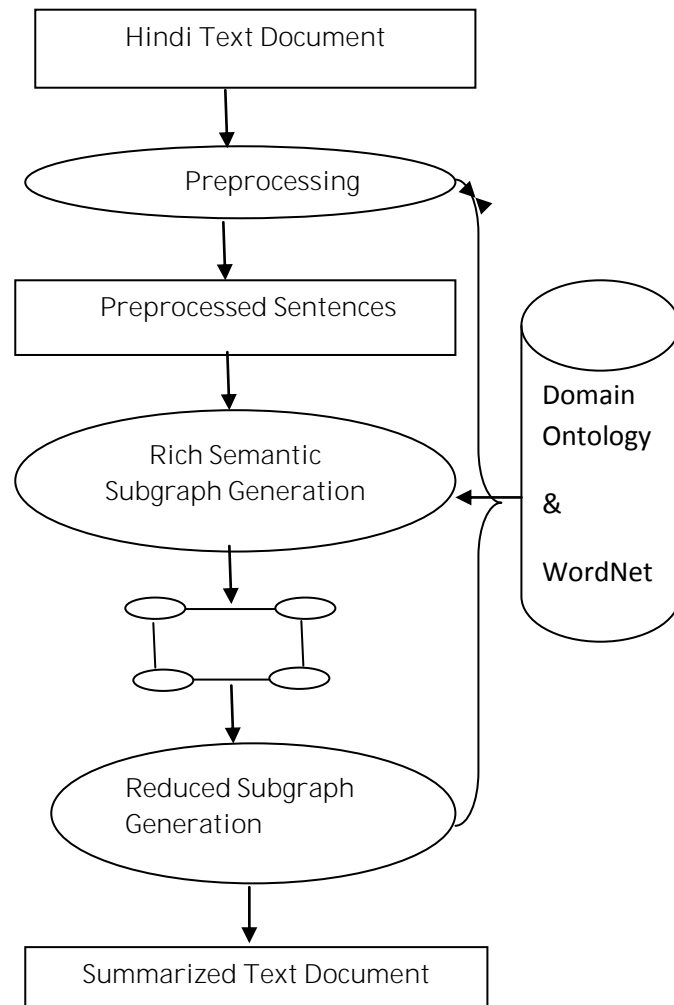 Hindi Text Document
Preprocessing
Preprocessed Sentences
Rich Semantic
Subgraph Generation
Domain
Ontology
&
WordNet
Reduced Subgraph
Generation
Summarized Text Document